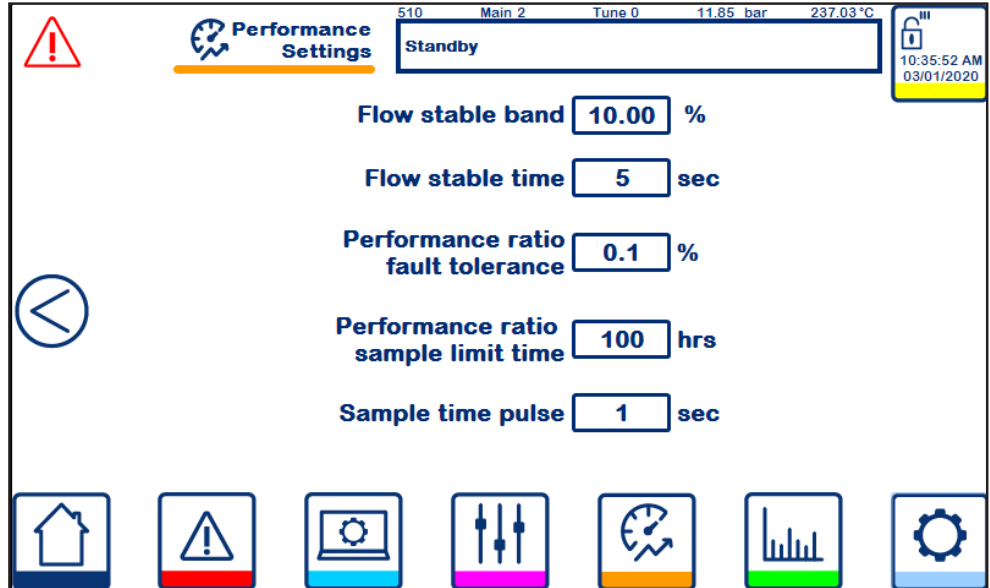 510 Main 2 Tune 0 11.85 bar 237.03 °C
Performance
Settings
Standby
10:35:52 AM
03/01/2020
Flow stable band 10.00 %
Flow stable time 5 sec
Performance ratio
fault tolerance 0.1 %
Performance ratio
sample limit time 100 hrs
Sample time pulse 1 sec